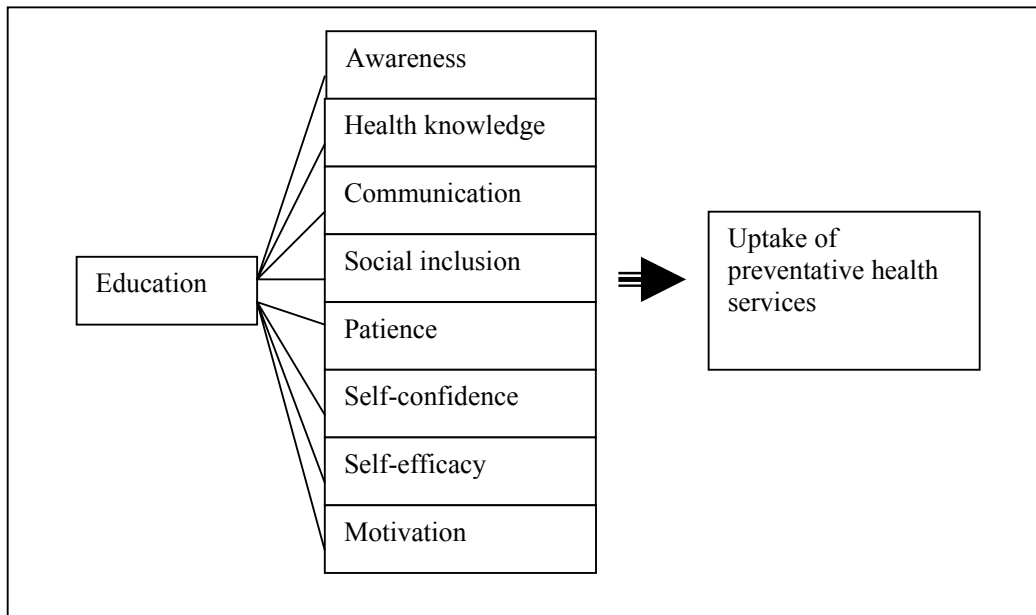 Awareness
Health knowledge
Communication
Social inclusion
Education
Patience
Self-confidence
Self-efficacy
Motivation
Uptake of
preventative health
services